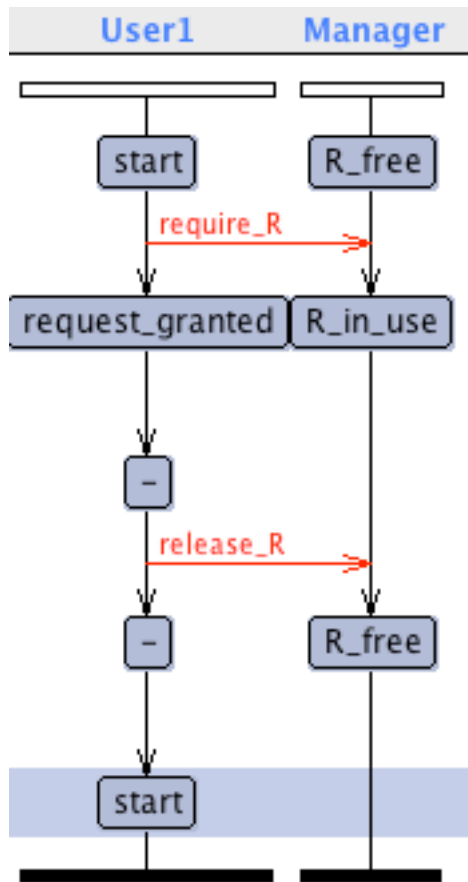 User1 Manager
start R_free
require_R
request_granted R_in_use
-
release_R
- R_free
start